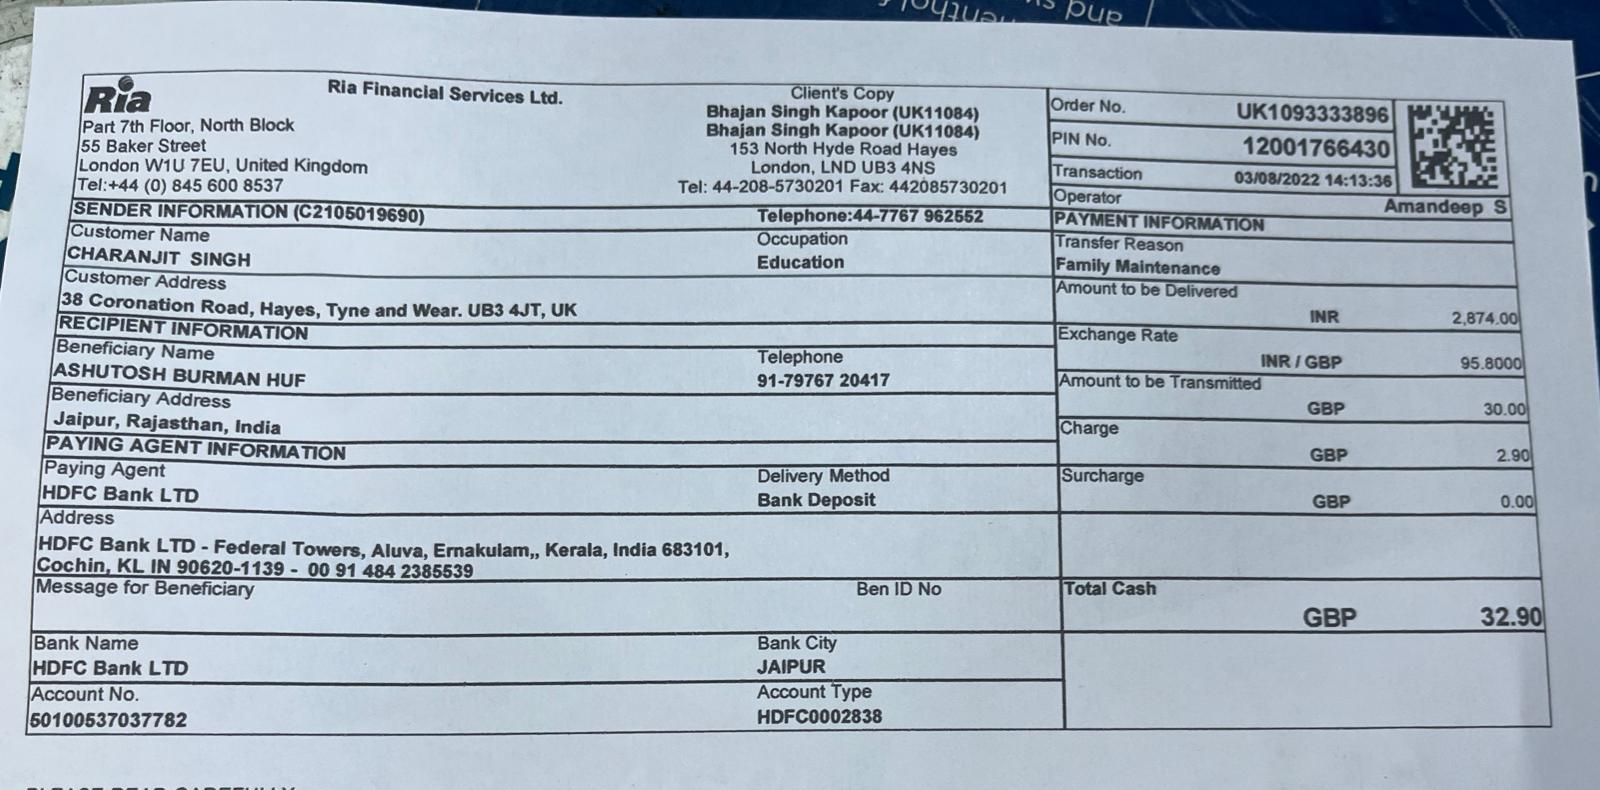 and
Ria
Ria Financial Services Ltd.
Part 7th Floor, North Block
55 Baker Street
London W1U 7EU, United Kingdom
Tel:+44 (0) 845 600 8537
Client's Copy
Bhajan Singh Kapoor (UK11084)
Bhajan Singh Kapoor (UK11084)
153 North Hyde Road Hayes
London, LND UB3 4NS
Tel: 44-208-5730201 Fax: 442085730201
Order No. UK1093333896
PIN No. 12001766430
Transaction 03/08/2022 14:13:36
Operator Amandeep S
SENDER INFORMATION (C2105019690) Telephone:44-7767 962552
Customer Name Occupation
CHARANJIT SINGH Education
Customer Address
38 Coronation Road, Hayes, Tyne and Wear. UB3 4JT, UK
RECIPIENT INFORMATION
Beneficiary Name Telephone
ASHUTOSH BURMAN HUF 91-79767 20417
Beneficiary Address
Jaipur, Rajasthan, India
PAYING AGENT INFORMATION
Paying Agent Delivery Method
HDFC Bank LTD Bank Deposit
Address
HDFC Bank LTD - Federal Towers, Aluva, Ernakulam,, Kerala, India 683101,
Cochin, KL IN 90620-1139 - 00 91 484 2385539
Message for Beneficiary Ben ID No
Bank Name Bank City
HDFC Bank LTD JAIPUR
Account No. Account Type
50100537037782 HDFC0002838
PAYMENT INFORMATION
Transfer Reason
Family Maintenance
Amount to be Delivered
INR 2,874.00
Exchange Rate
INR / GBP 95.8000
Amount to be Transmitted
GBP 30.00
Charge
GBP 2.90
Surcharge
GBP 0.00
Total Cash
GBP 32.90
PLEASE READ CAREFULLY